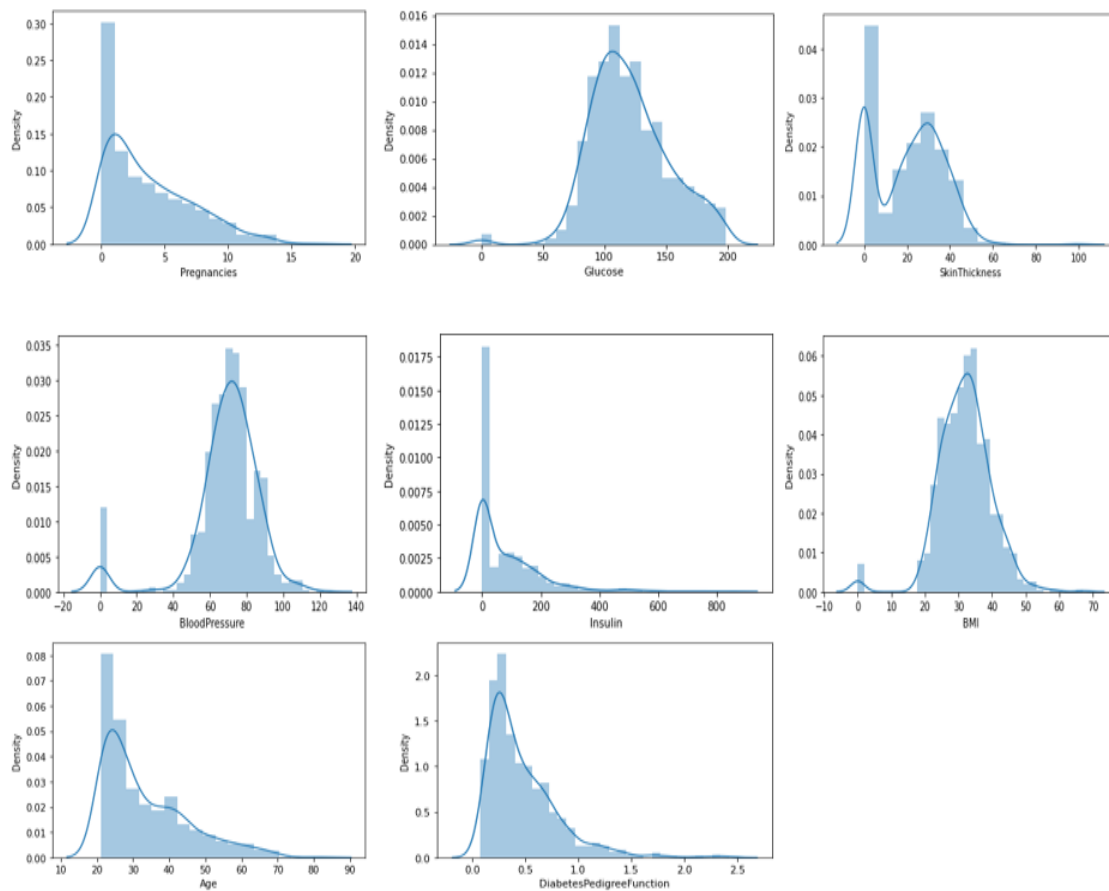 0.30
0.25
0.20
0.15
0.10
0.05
0.00
Density
0 5 10 15 20
Pregnancies
0.016
0.014
0.012
0.010
0.008
0.006
0.004
0.002
0.000
Density
0 50 100 150 200
Glucose
0.04
0.03
0.02
0.01
0.00
Density
0 20 40 60 80 100
SkinThickness
0.035
0.030
0.025
0.020
0.015
0.010
0.005
0.000
Density
−20 0 20 40 60 80 100 120 140
BloodPressure
0.0175
0.0150
0.0125
0.0100
0.0075
0.0050
0.0025
0.0000
Density
0 200 400 600 800
Insulin
0.06
0.05
0.04
0.03
0.02
0.01
0.00
Density
−10 0 10 20 30 40 50 60 70
BMI
0.08
0.07
0.06
0.05
0.04
0.03
0.02
0.01
0.00
Density
10 20 30 40 50 60 70 80 90
Age
2.0
1.5
1.0
0.5
0.0
Density
0.0 0.5 1.0 1.5 2.0 2.5
DiabetesPedigreeFunction